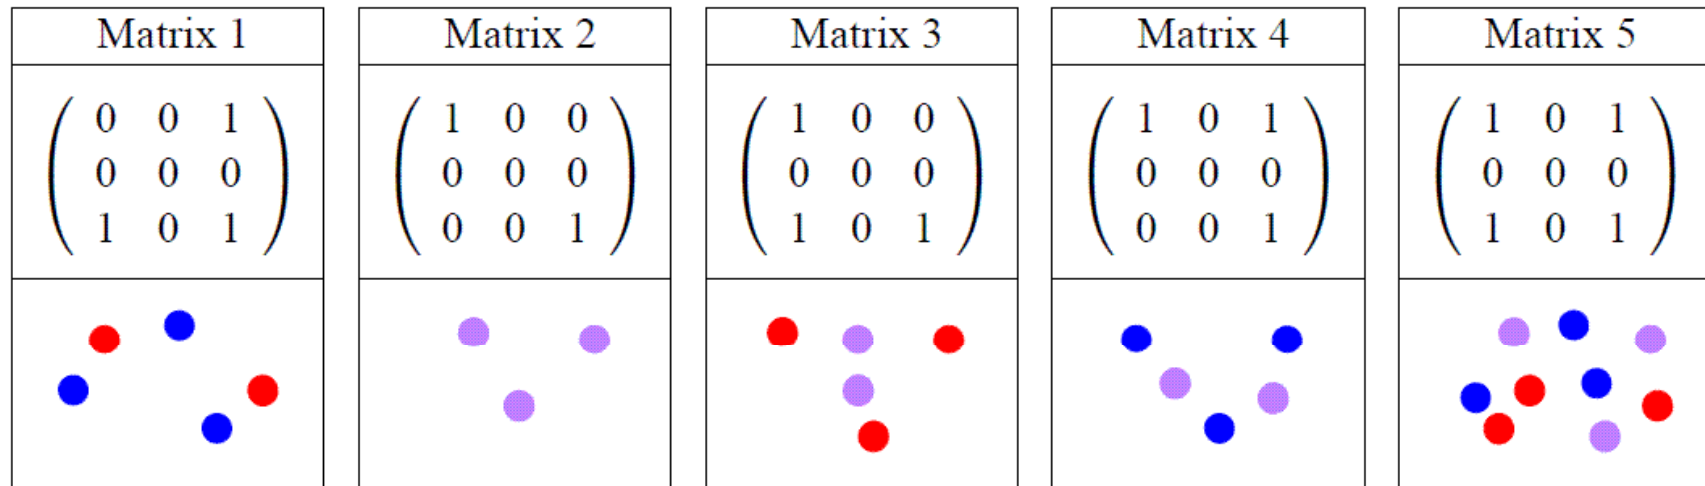 Matrix 1 Matrix 2 Matrix 3 Matrix 4 Matrix 5
0 0 1 1 0 0 1 0 0 1 0 1 1 0 1
0 0 0 0 0 0 0 0 0 0 0 0 0 0 0
1 0 1 0 0 1 1 0 1 0 0 1 1 0 1